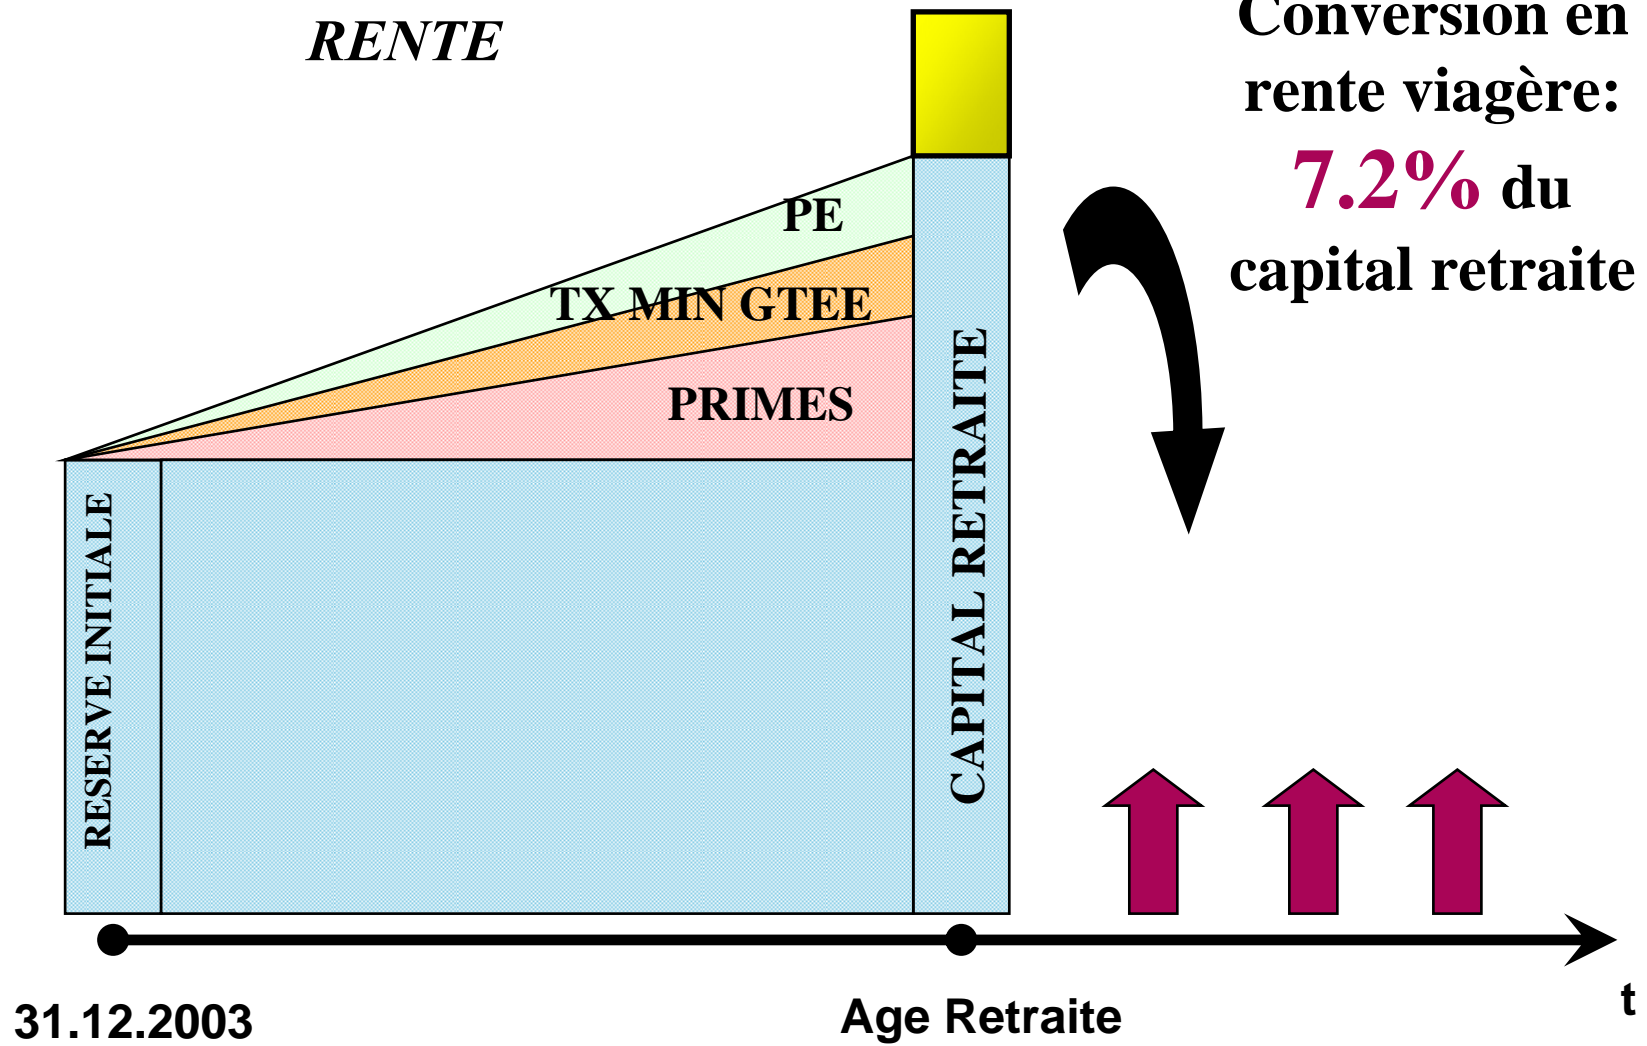 RENTE
Conversion en
rente viagère:
7.2% du
capital retraite
PE
TX MIN GTEE
PRIMES
RESERVE INITIALE
CAPITAL RETRAITE
31.12.2003
Age Retraite
t